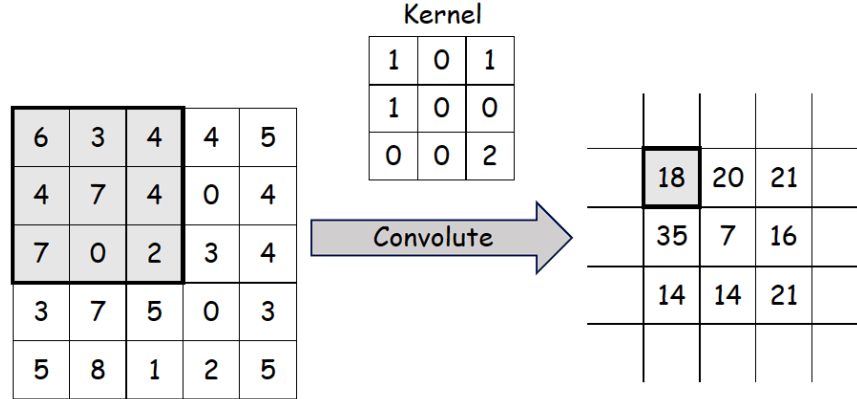 Kernel
1 0 1
1 0 0
0 0 2
6 3 4 4 5
4 7 4 0 4
7 0 2 3 4
3 7 5 0 3
5 8 1 2 5
Convolute
18 20 21
35 7 16
14 14 21